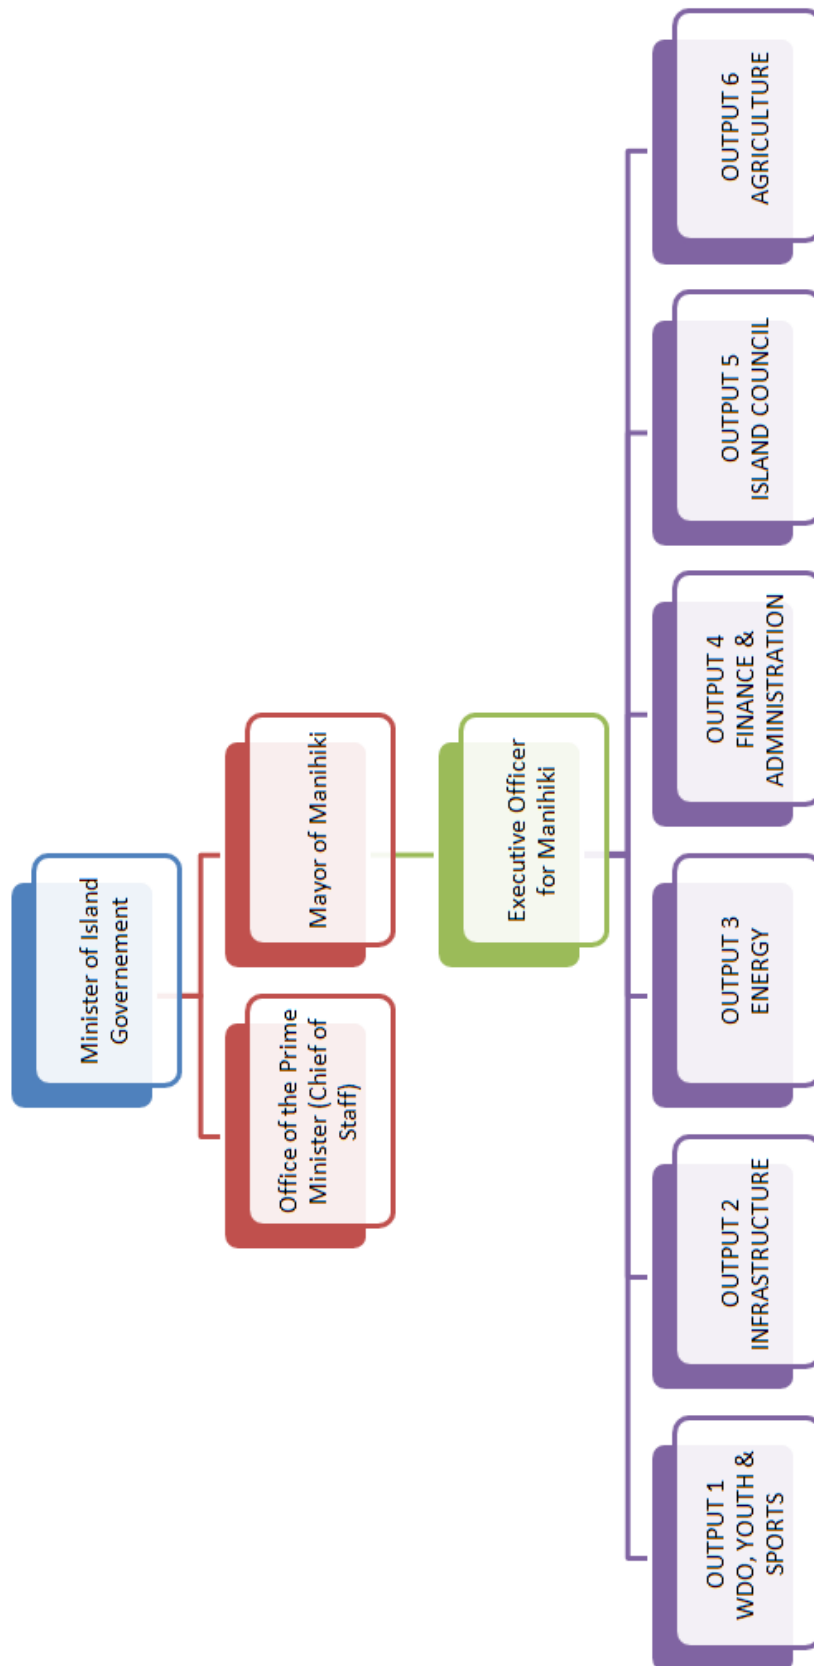 Minister of Island
Governement
Office of the Prime
Minister (Chief of
Staff)
Mayor of Manihiki
Executive Officer
for Manihiki
OUTPUT 1
WDO, YOUTH &
SPORTS
OUTPUT 2
INFRASTRUCTURE
OUTPUT 3
ENERGY
OUTPUT 4
FINANCE &
ADMINISTRATION
OUTPUT 5
ISLAND COUNCIL
OUTPUT 6
AGRICULTURE